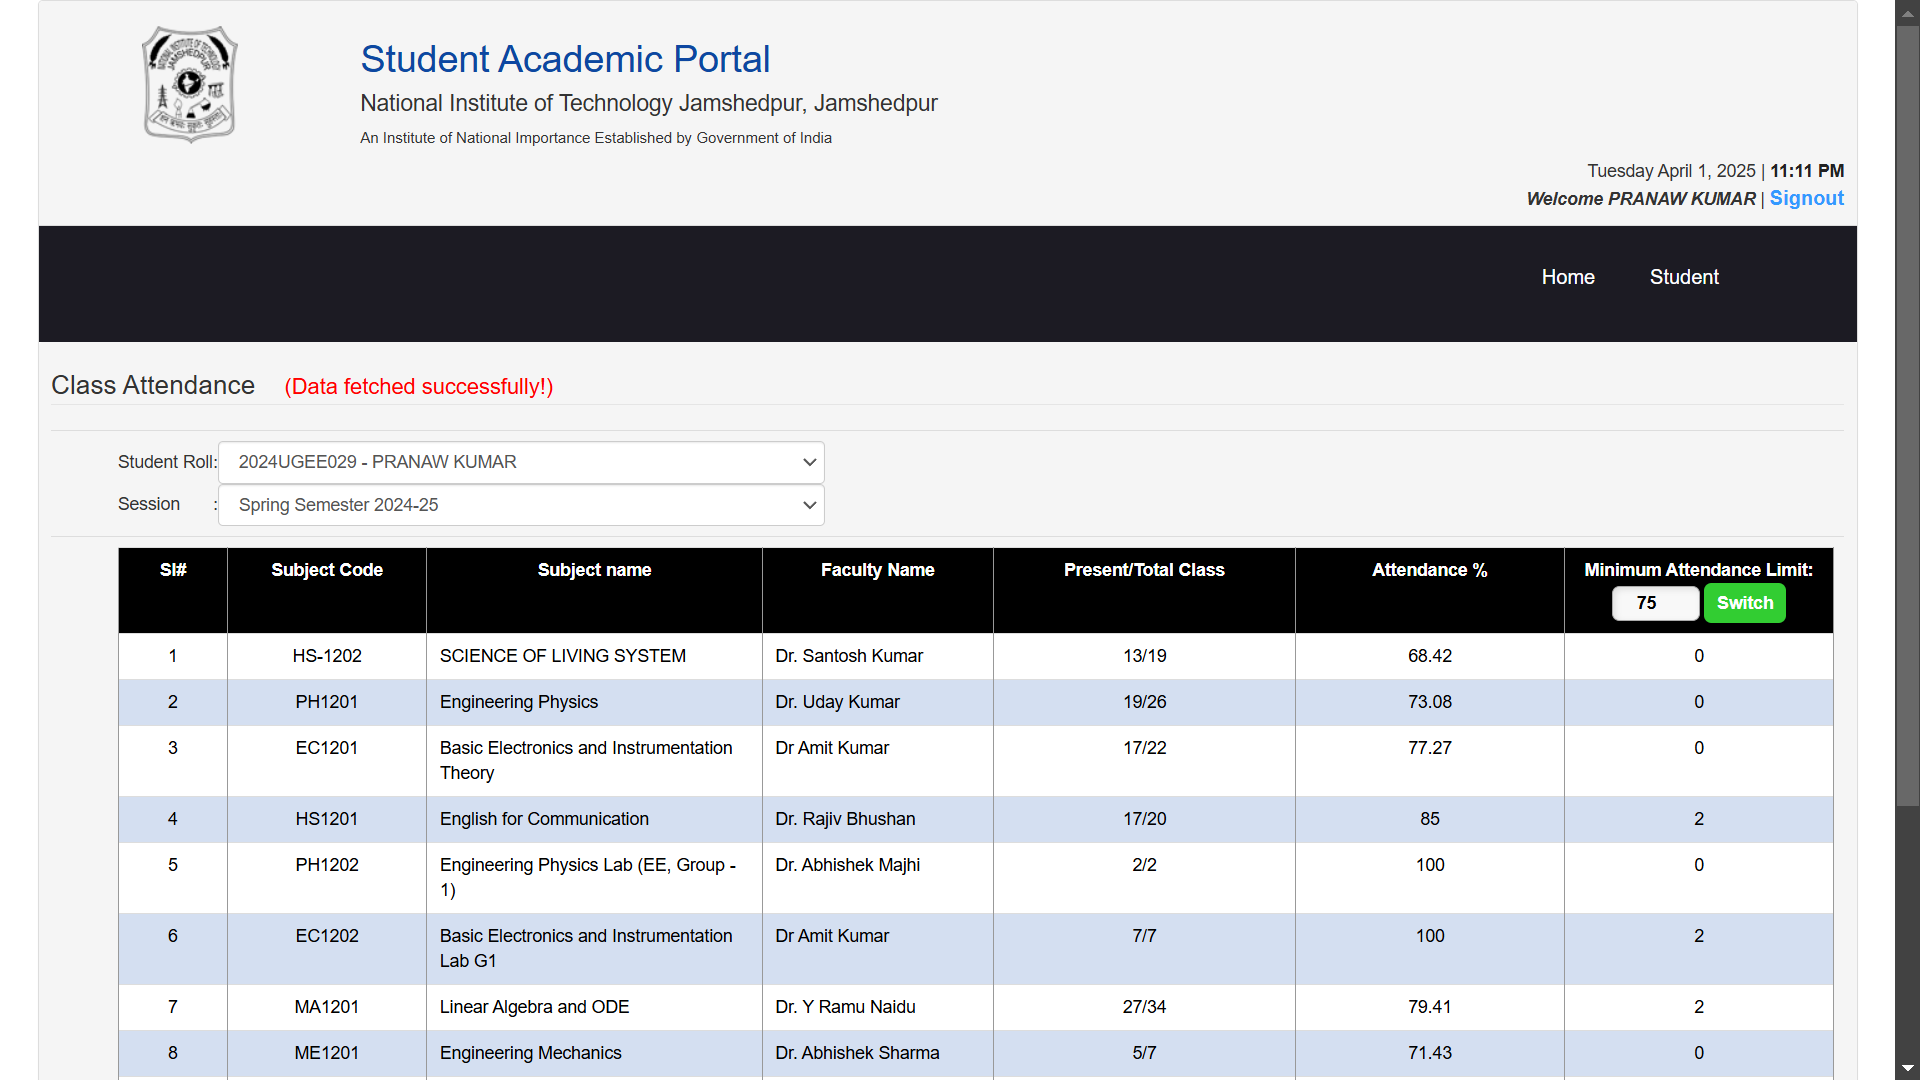 Student Academic Portal
National Institute of Technology Jamshedpur, Jamshedpur
An Institute of National Importance Established by Government of India
Tuesday April 1, 2025 | 11:11 PM
Welcome PRANAW KUMAR | Signout
Home Student
Class Attendance (Data fetched successfully!)
Student Roll: 2024UGEE029 - PRANAW KUMAR
Session : Spring Semester 2024-25
Sl# Subject Code Subject name Faculty Name Present/Total Class Attendance % Minimum Attendance Limit:
75 Switch
1 HS-1202 SCIENCE OF LIVING SYSTEM Dr. Santosh Kumar 13/19 68.42 0
2 PH1201 Engineering Physics Dr. Uday Kumar 19/26 73.08 0
3 EC1201 Basic Electronics and Instrumentation Dr Amit Kumar 17/22 77.27 0
Theory
4 HS1201 English for Communication Dr. Rajiv Bhushan 17/20 85 2
5 PH1202 Engineering Physics Lab (EE, Group - Dr. Abhishek Majhi 2/2 100 0
1)
6 EC1202 Basic Electronics and Instrumentation Dr Amit Kumar 7/7 100 2
Lab G1
7 MA1201 Linear Algebra and ODE Dr. Y Ramu Naidu 27/34 79.41 2
8 ME1201 Engineering Mechanics Dr. Abhishek Sharma 5/7 71.43 0